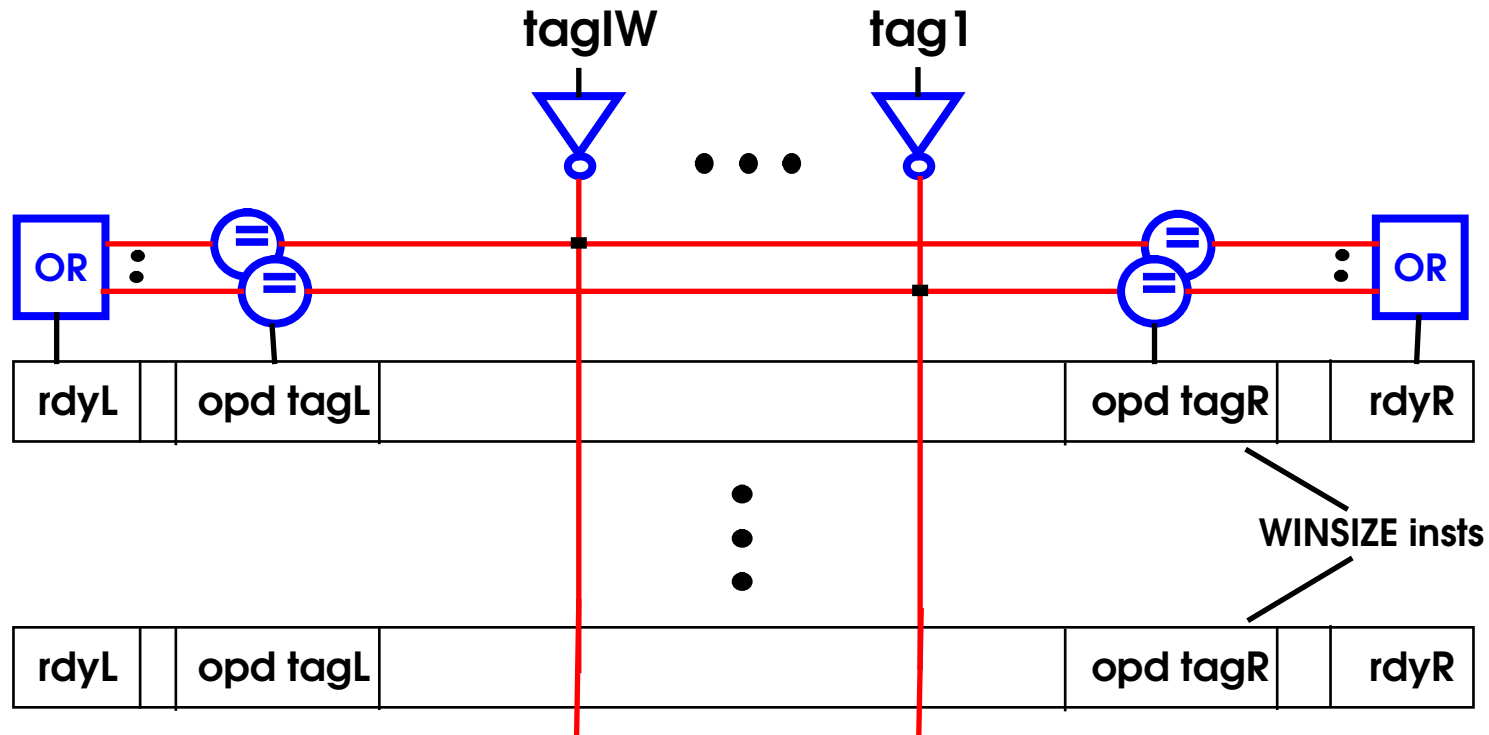 tagIW tag1
= =
OR = = OR
rdyL opd tagL opd tagR rdyR
WINSIZE insts
rdyL opd tagL opd tagR rdyR